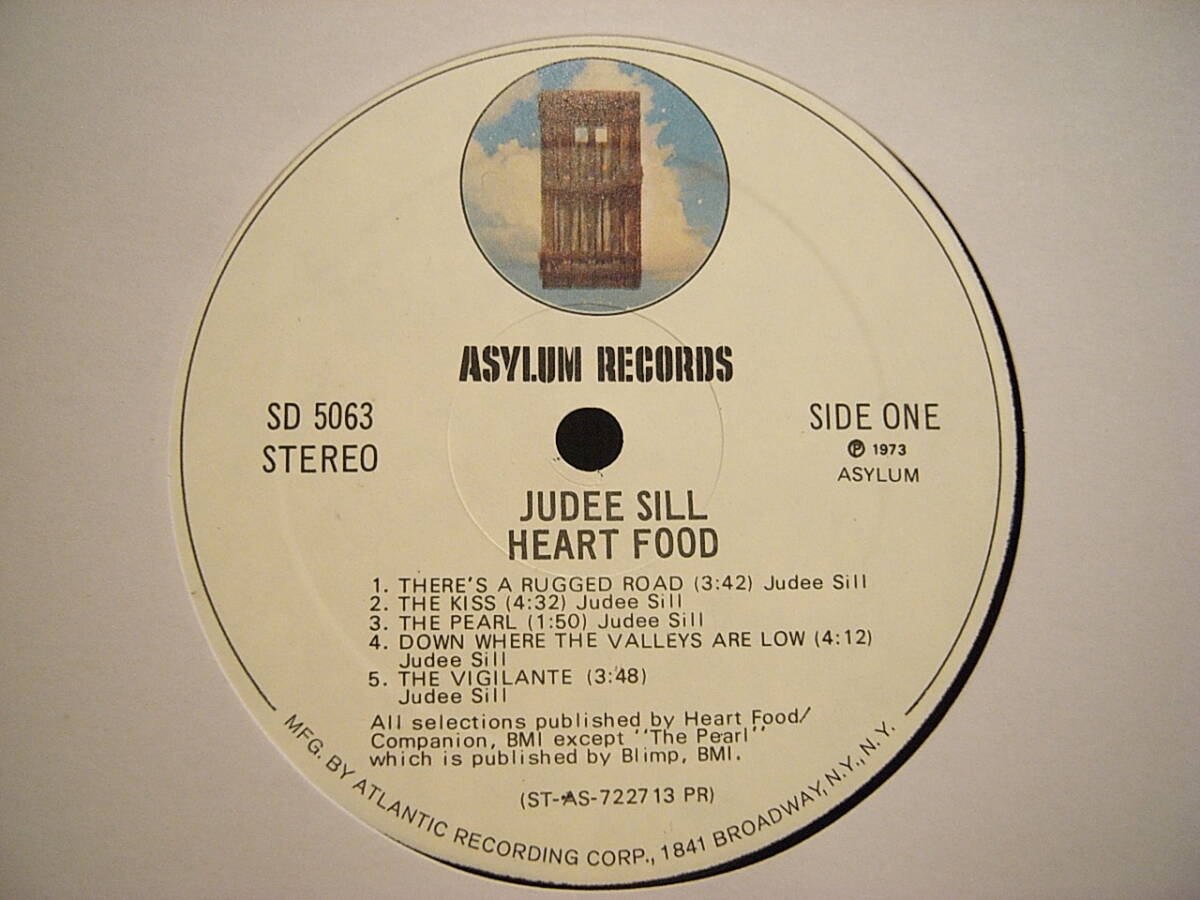 ASYLUM RECORDS
SD 5063
STEREO
SIDE ONE
Ⓟ 1973
ASYLUM
JUDEE SILL
HEART FOOD
1. THERE'S A RUGGED ROAD (3:42) Judee Sill
2. THE KISS (4:32) Judee Sill
3. THE PEARL (1:50) Judee Sill
4. DOWN WHERE THE VALLEYS ARE LOW (4:12)
Judee Sill
5. THE VIGILANTE (3:48)
Judee Sill
All selections published by Heart Food/
Companion, BMI except "The Pearl"
which is published by Blimp, BMI.
(ST-AS-722713 PR)
MFG. BY ATLANTIC RECORDING CORP., 1841 BROADWAY, N.Y., N.Y.